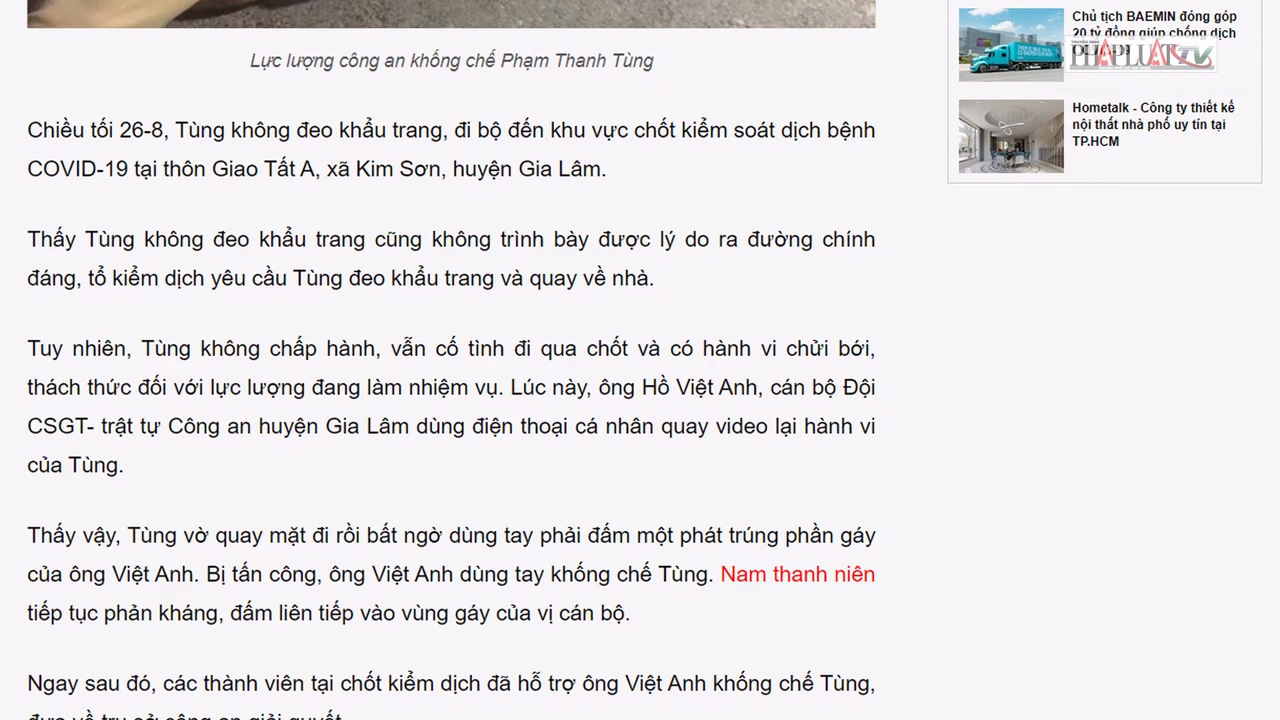 Lực lượng công an khống chế Phạm Thanh Tùng
Chiều tối 26-8, Tùng không đeo khẩu trang, đi bộ đến khu vực chốt kiểm soát dịch bệnh
COVID-19 tại thôn Giao Tất A, xã Kim Sơn, huyện Gia Lâm.
Thấy Tùng không đeo khẩu trang cũng không trình bày được lý do ra đường chính
đáng, tổ kiểm dịch yêu cầu Tùng đeo khẩu trang và quay về nhà.
Tuy nhiên, Tùng không chấp hành, vẫn cố tình đi qua chốt và có hành vi chửi bới,
thách thức đối với lực lượng đang làm nhiệm vụ. Lúc này, ông Hồ Việt Anh, cán bộ Đội
CSGT- trật tự Công an huyện Gia Lâm dùng điện thoại cá nhân quay video lại hành vi
của Tùng.
Thấy vậy, Tùng vờ quay mặt đi rồi bất ngờ dùng tay phải đấm một phát trúng phần gáy
của ông Việt Anh. Bị tấn công, ông Việt Anh dùng tay khống chế Tùng. Nam thanh niên
tiếp tục phản kháng, đấm liên tiếp vào vùng gáy của vị cán bộ.
Ngay sau đó, các thành viên tại chốt kiểm dịch đã hỗ trợ ông Việt Anh khống chế Tùng,
đưa về trụ sở công an giải quyết.
Chủ tịch BAEMIN đóng góp
20 tỷ đồng giúp chống dịch
PHÁPLUẬT TV
Hometalk - Công ty thiết kế
nội thất nhà phố uy tín tại
TP.HCM